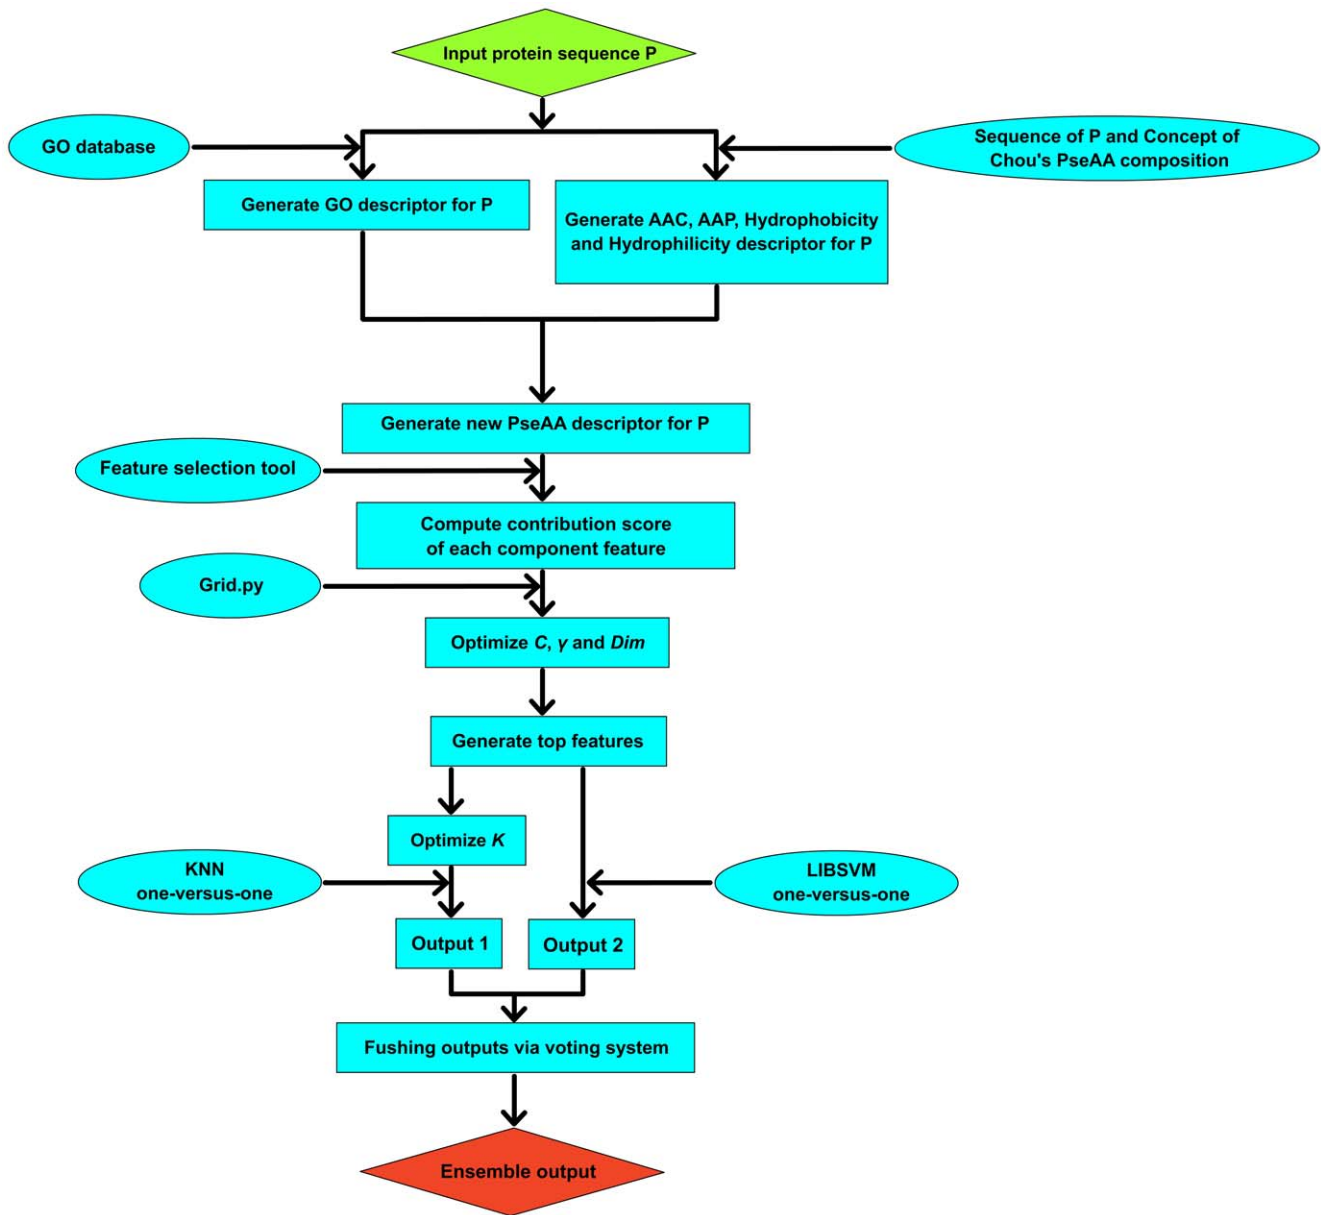 Input protein sequence P
GO database
Sequence of P and Concept of
Chou's PseAA composition
Generate GO descriptor for P
Generate AAC, AAP, Hydrophobicity
and Hydrophilicity descriptor for P
Generate new PseAA descriptor for P
Feature selection tool
Compute contribution score
of each component feature
Grid.py
Optimize C, γ and Dim
Generate top features
Optimize K
KNN
one-versus-one
LIBSVM
one-versus-one
Output 1
Output 2
Fushing outputs via voting system
Ensemble output